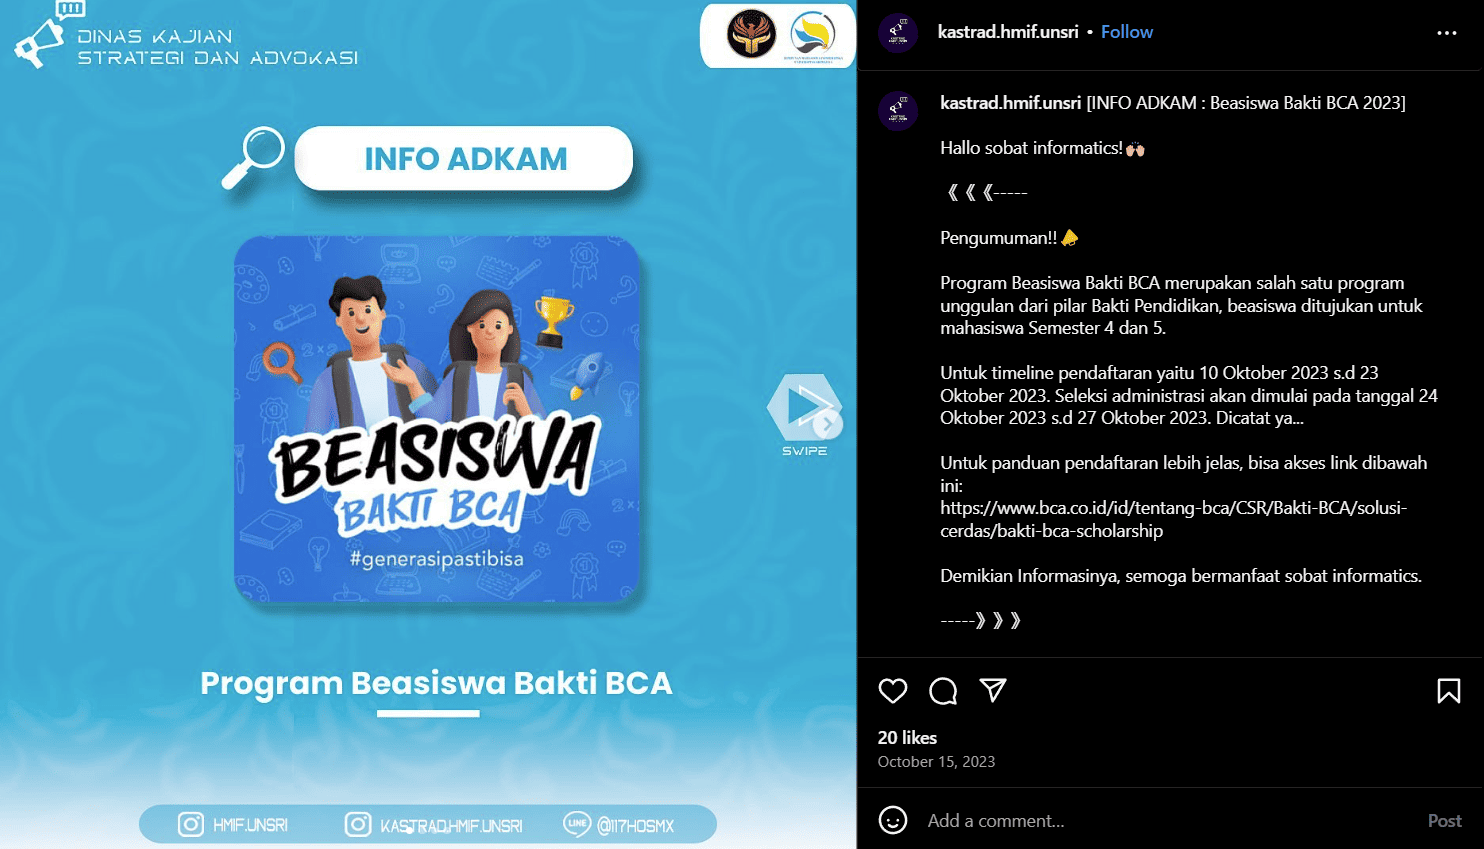 DINAS KAJIAN
STRATEGI DAN ADVOKASI
INFO ADKAM
BEASISWA
BAKTI BCA
#generasipastibisa
SWIPE
Program Beasiswa Bakti BCA
HMIF.UNSRI
KASTRAD.HMIF.UNSRI
LINE
@117HOSMX
kastrad.hmif.unsri • Follow
kastrad.hmif.unsri [INFO ADKAM : Beasiswa Bakti BCA 2023]
Hallo sobat informatics!🙌🏻
《《《-----
Pengumuman!!📣
Program Beasiswa Bakti BCA merupakan salah satu program
unggulan dari pilar Bakti Pendidikan, beasiswa ditujukan untuk
mahasiswa Semester 4 dan 5.
Untuk timeline pendaftaran yaitu 10 Oktober 2023 s.d 23
Oktober 2023. Seleksi administrasi akan dimulai pada tanggal 24
Oktober 2023 s.d 27 Oktober 2023. Dicatat ya...
Untuk panduan pendaftaran lebih jelas, bisa akses link dibawah
ini:
https://www.bca.co.id/id/tentang-bca/CSR/Bakti-BCA/solusi-
cerdas/bakti-bca-scholarship
Demikian Informasinya, semoga bermanfaat sobat informatics.
-----》》》
20 likes
October 15, 2023
Add a comment...
Post